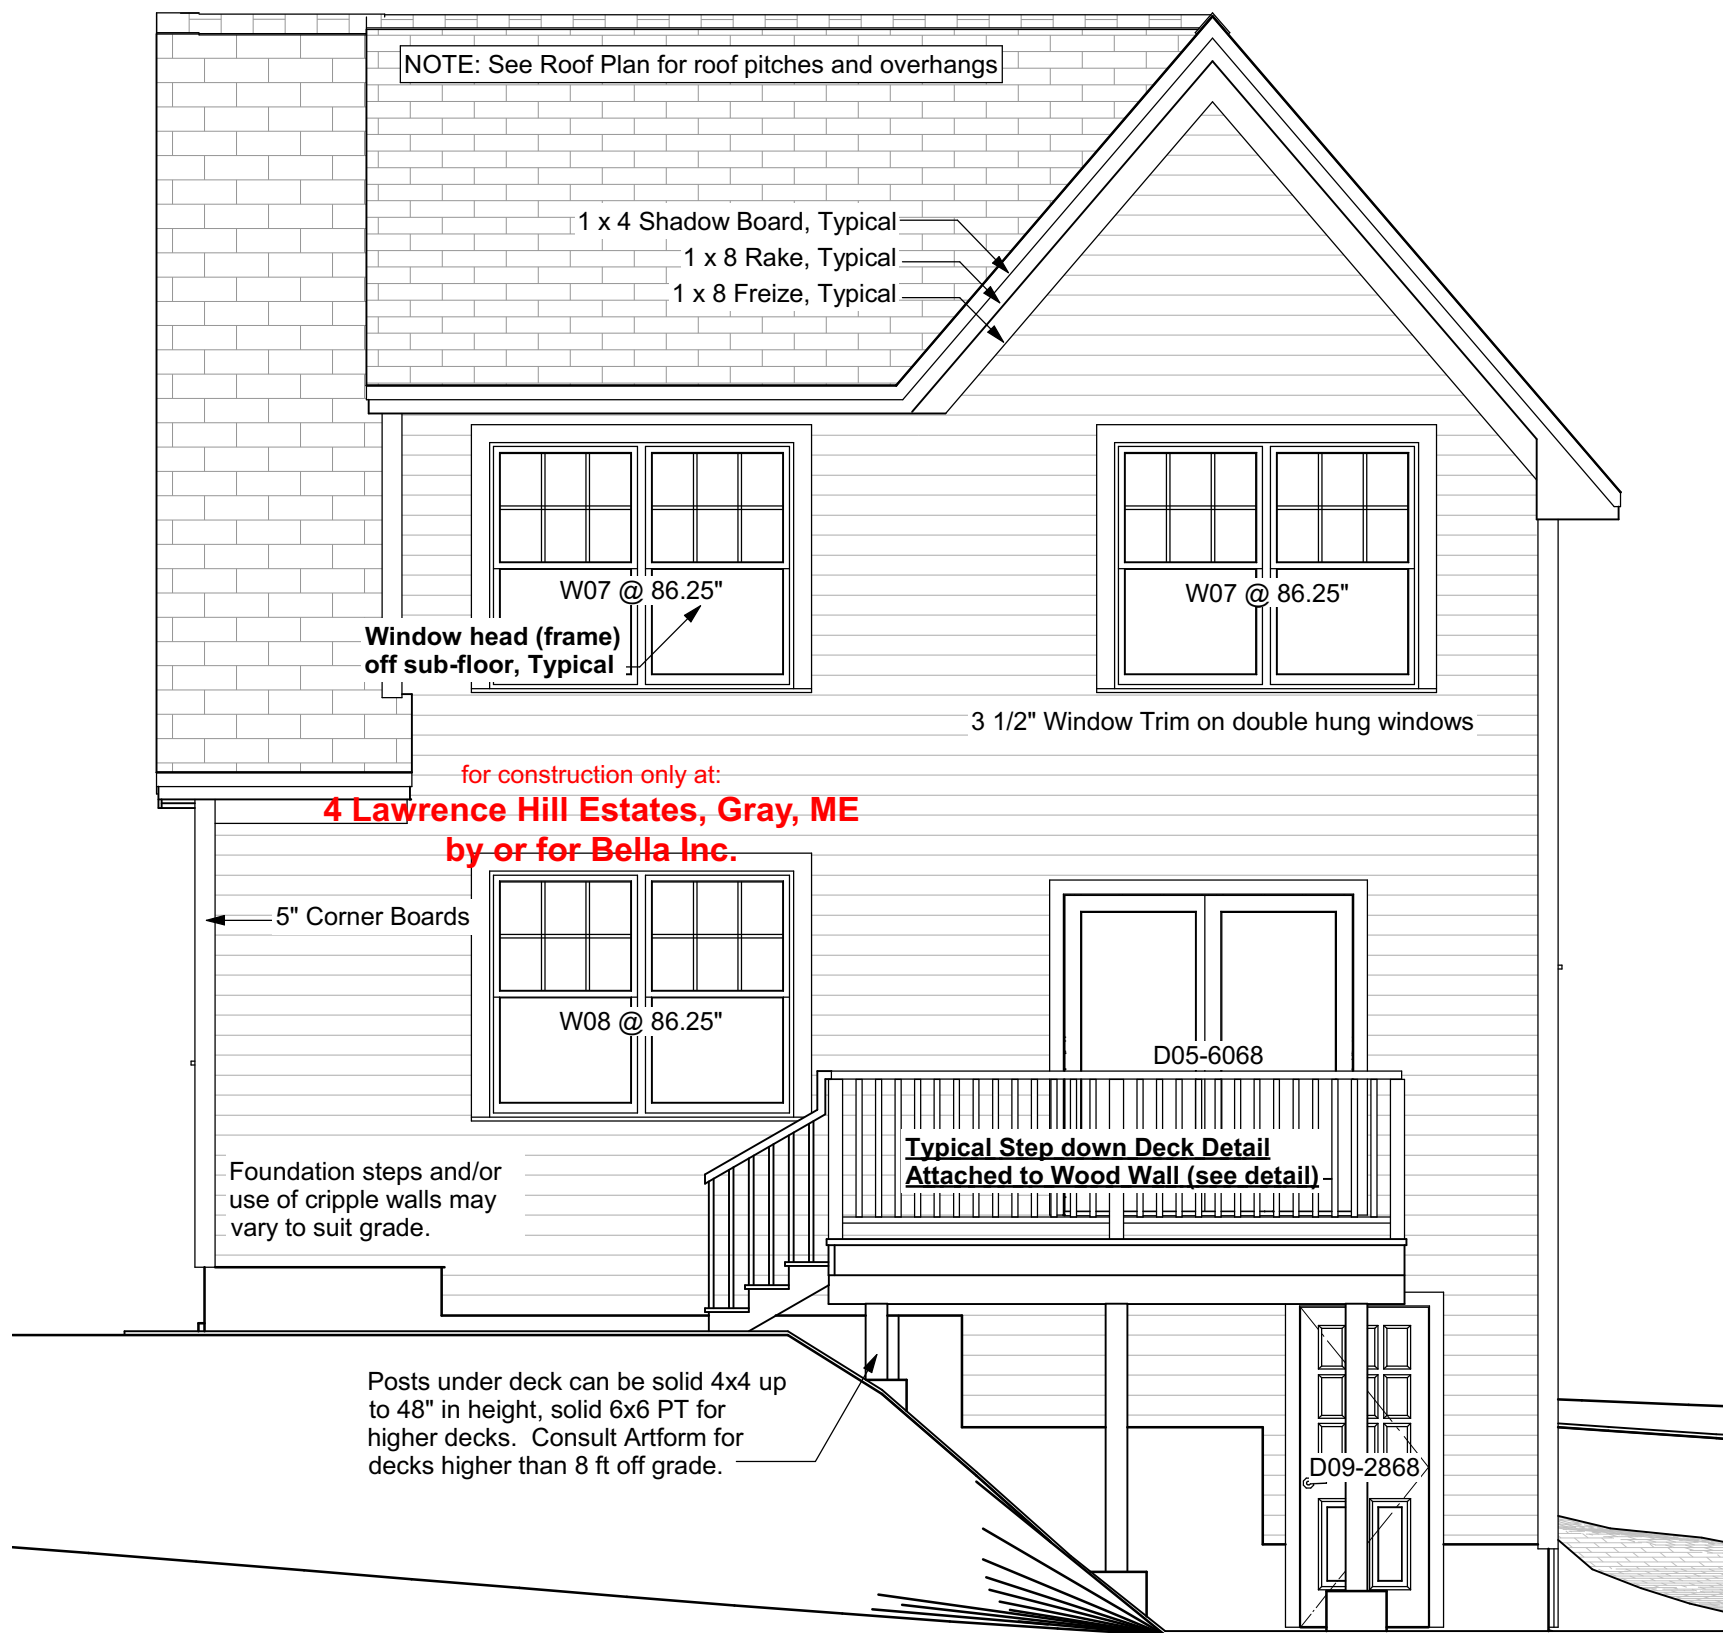 NOTE: See Roof Plan for roof pitches and overhangs
1 x 4 Shadow Board, Typical
1 x 8 Rake, Typical
1 x 8 Freize, Typical
W07 @ 86.25"
W07 @ 86.25"
Window head (frame)
off sub-floor, Typical
3 1/2" Window Trim on double hung windows
for construction only at:
4 Lawrence Hill Estates, Gray, ME
by or for Bella Inc.
5" Corner Boards
W08 @ 86.25"
D05-6068
Typical Step down Deck Detail
Attached to Wood Wall (see detail)
Foundation steps and/or
use of cripple walls may
vary to suit grade.
Posts under deck can be solid 4x4 up
to 48" in height, solid 6x6 PT for
higher decks.  Consult Artform for
decks higher than 8 ft off grade.
D09-2868